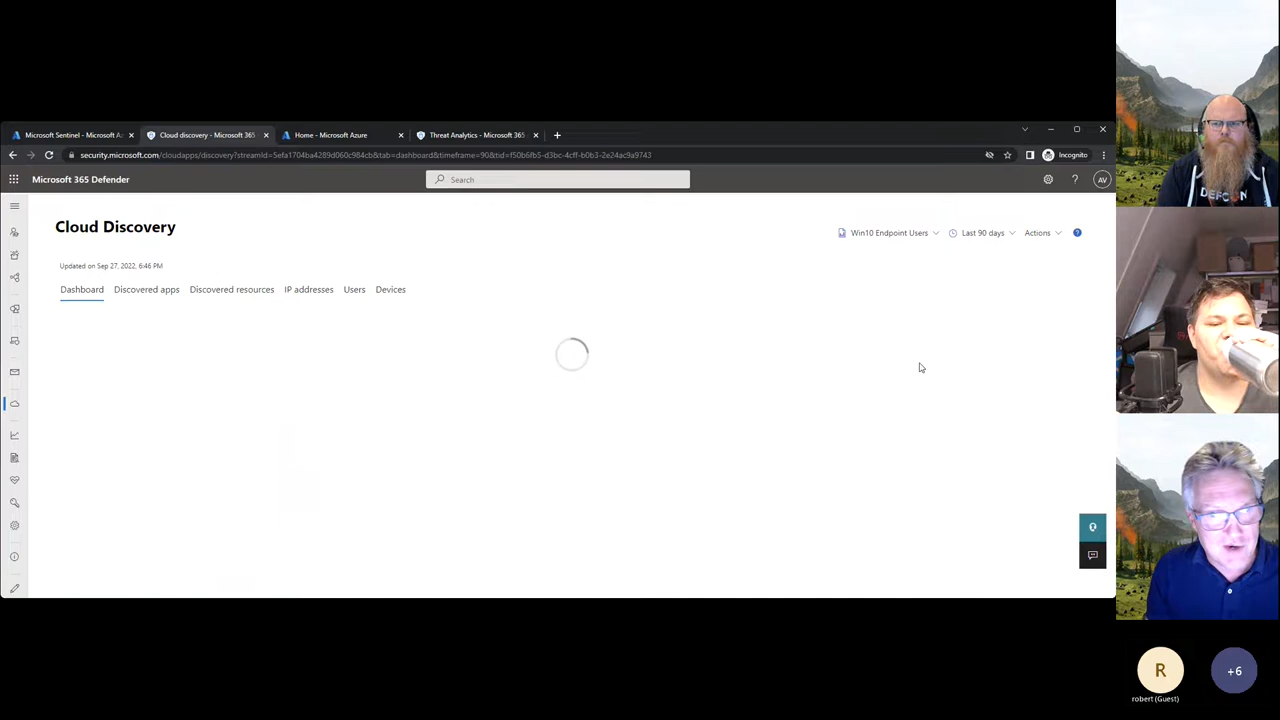 Microsoft Sentinel - Microsoft A
Cloud discovery - Microsoft 365
Home - Microsoft Azure
Threat Analytics - Microsoft 365
security.microsoft.com/cloudapps/discovery?streamId=5efa1704ba4289d060c984cb&tab=dashboard&timeframe=90&tid=f50b6fb5-d3bc-4cff-b0b3-2e24ac9a9743
Incognito
Microsoft 365 Defender
Search
AV
Cloud Discovery
Win10 Endpoint Users
Last 90 days
Actions
Updated on Sep 27, 2022, 6:46 PM
Dashboard
Discovered apps
Discovered resources
IP addresses
Users
Devices
DEFCON
R
+6
robert (Guest)